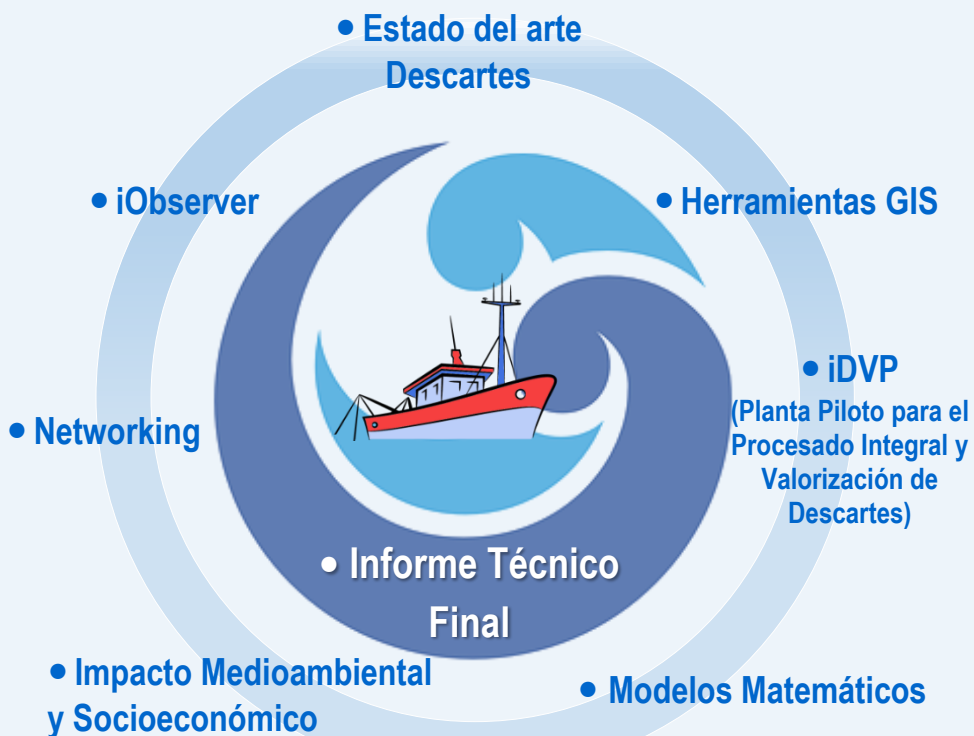 • Estado del arte
Descartes
• iObserver
• Herramientas GIS
• iDVP
(Planta Piloto para el
Procesado Integral y
Valorización de
Descartes)
• Networking
• Informe Técnico
Final
• Impacto Medioambiental
y Socioeconómico
• Modelos Matemáticos